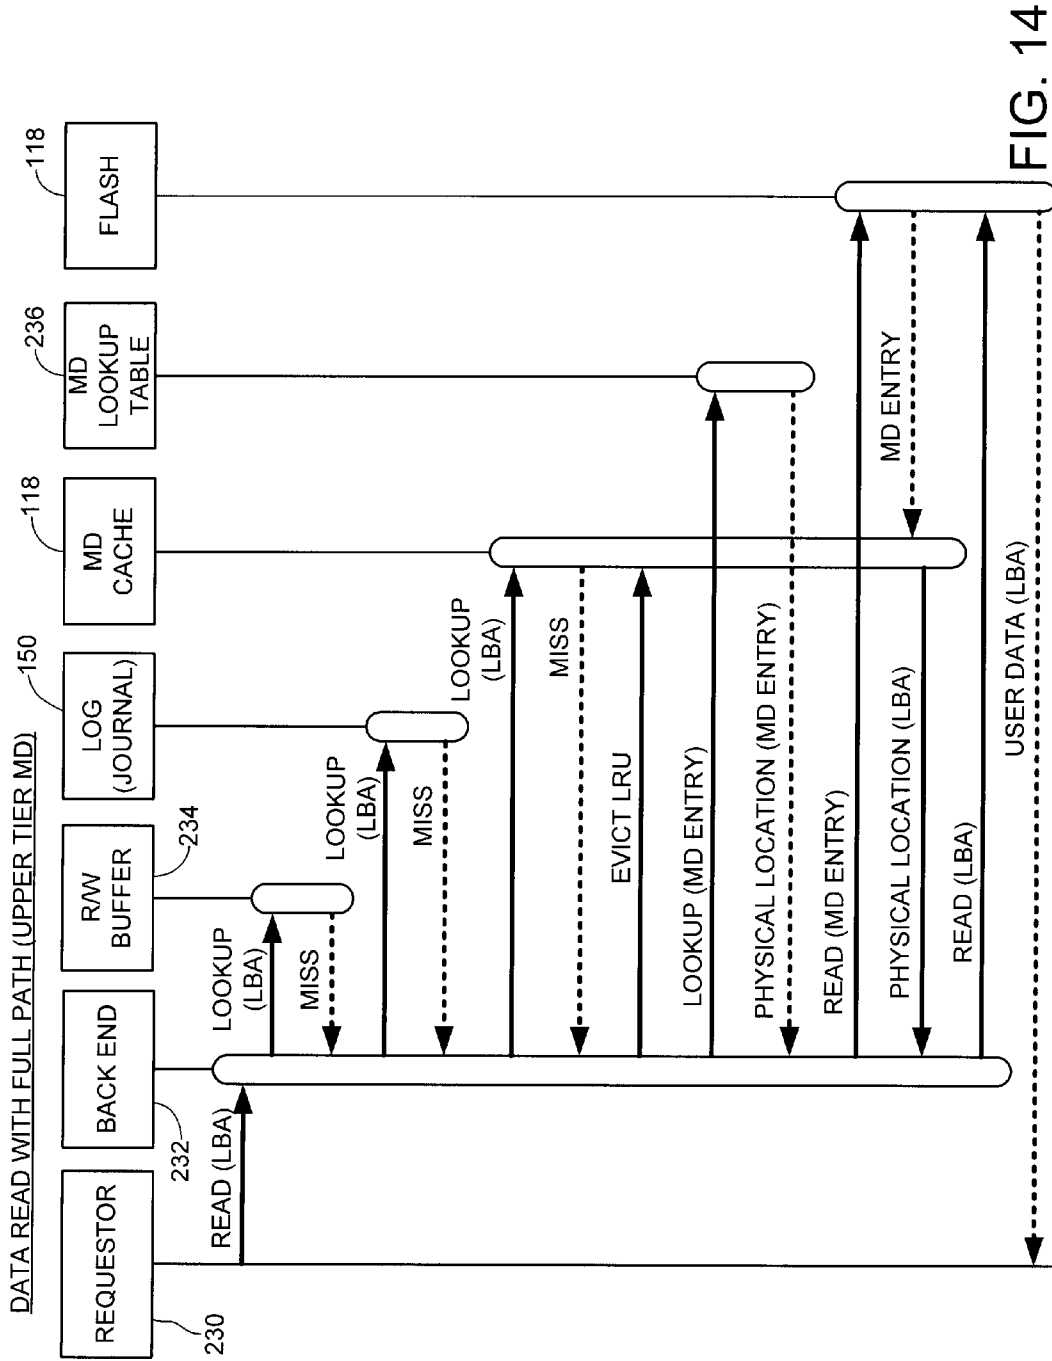 DATA READ WITH FULL PATH (UPPER TIER MD)
230
REQUESTOR
232
BACK END
234
R/W
BUFFER
150
LOG
(JOURNAL)
118
MD
CACHE
236
MD
LOOKUP
TABLE
118
FLASH
READ (LBA)
LOOKUP
(LBA)
MISS
LOOKUP
(LBA)
MISS
LOOKUP
(LBA)
MISS
EVICT LRU
LOOKUP (MD ENTRY)
PHYSICAL LOCATION (MD ENTRY)
READ (MD ENTRY)
MD ENTRY
PHYSICAL LOCATION (LBA)
READ (LBA)
USER DATA (LBA)
FIG. 14